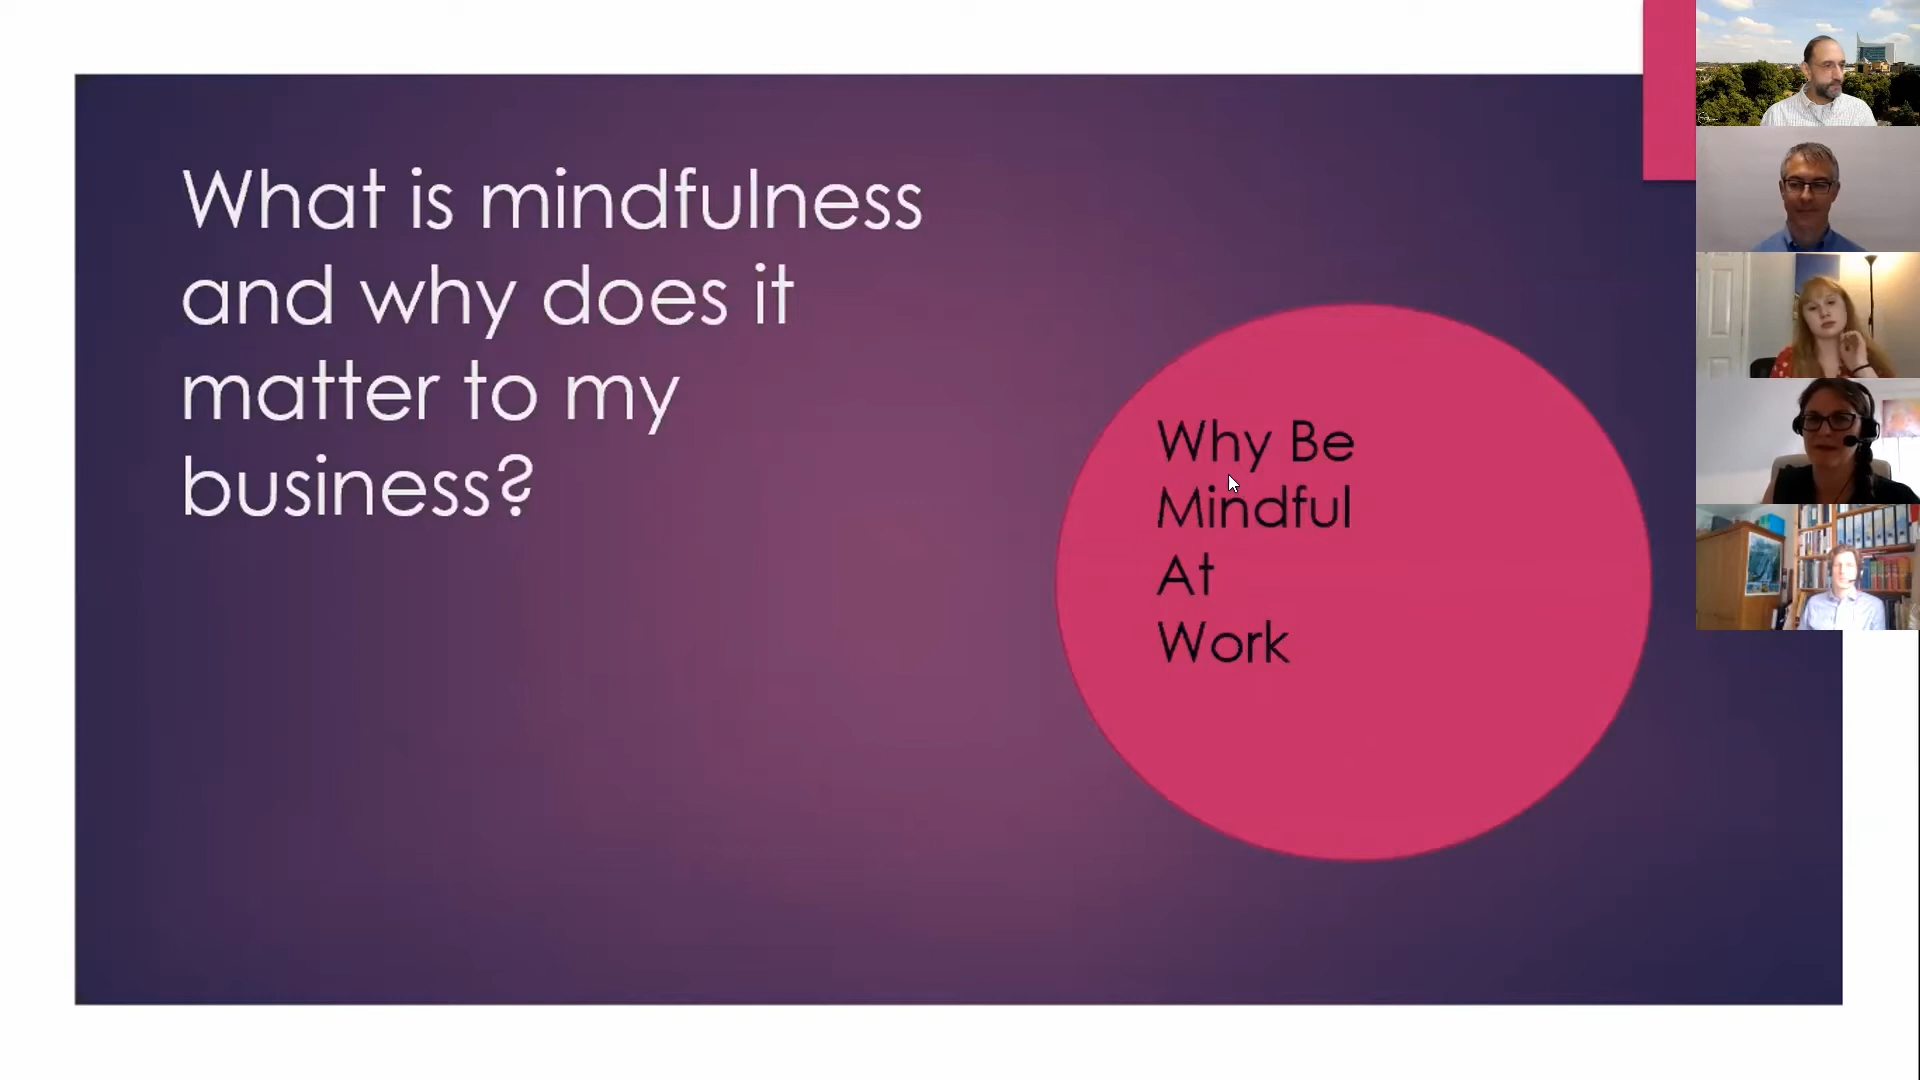 What is mindfulness
and why does it
matter to my
business?
Why Be
Mindful
At
Work